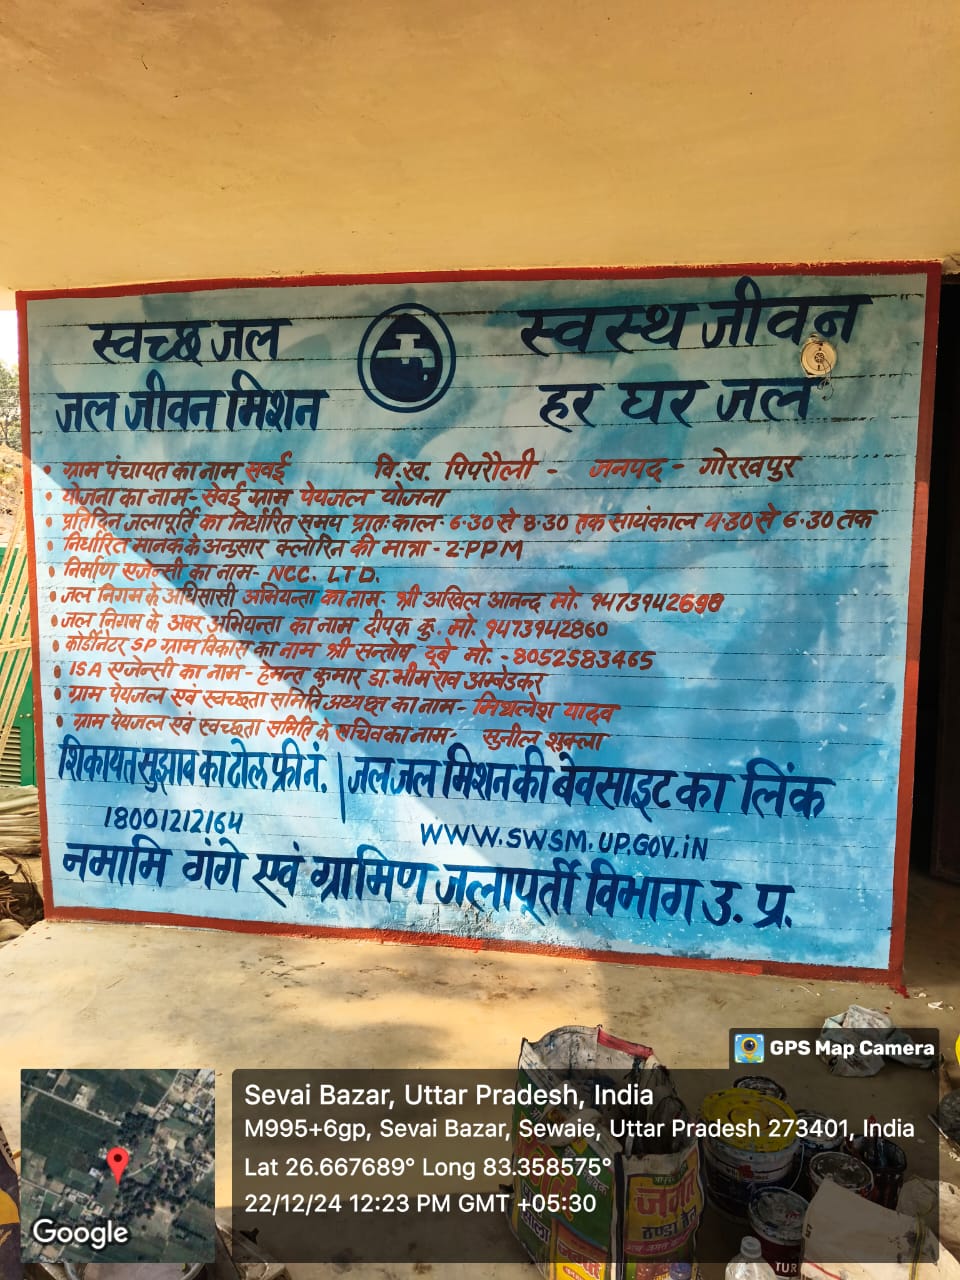 स्वच्छ जल
स्वस्थ जीवन
जल जीवन मिशन
हर घर जल
• ग्राम पंचायत का नाम सेवई वि.ख. पिपरौली - जनपद - गोरखपुर
• योजना का नाम - सेवई ग्राम पेयजल योजना
• प्रतिदिन जलापूर्ति का निर्धारित समय प्रातः काल - 6.30 से 8.30 तक सायंकाल 4.30 से 6.30 तक
• निर्धारित मानक के अनुसार क्लोरिन की मात्रा - 2-PPM
• निर्माण एजेन्सी का नाम - NCC. LTD.
• जल निगम के अधिसासी अभियन्ता का नाम - श्री अखिल आनन्द मो. 9473942698
• जल निगम के अवर अभियन्ता का नाम दीपक कु. मो. 9473942860
• कोर्डीनेटर SP ग्राम विकास का नाम श्री सन्तोष दूबे मो. - 8052583465
• ISA एजेन्सी का नाम - हेमन्त कुमार डा. भीमराव अम्बेडकर
• ग्राम पेयजल एवं स्वच्छता समिति अध्यक्ष का नाम - मिथलेश यादव
• ग्राम पेयजल एवं स्वच्छता समिति के सचिव का नाम - सुनील शुक्ला
शिकायत सुझाव का टोल फ्री नं. | जल जल मिशन की बेवसाइट का लिंक
18001212164
WWW.SWSM.UP.GOV.iN
नमामि गंगे एवं ग्रामिण जलापूर्ती विभाग उ. प्र.
GPS Map Camera
Sevai Bazar, Uttar Pradesh, India
M995+6gp, Sevai Bazar, Sewaie, Uttar Pradesh 273401, India
Lat 26.667689° Long 83.358575°
22/12/24 12:23 PM GMT +05:30
Google
ठण्डा तेल